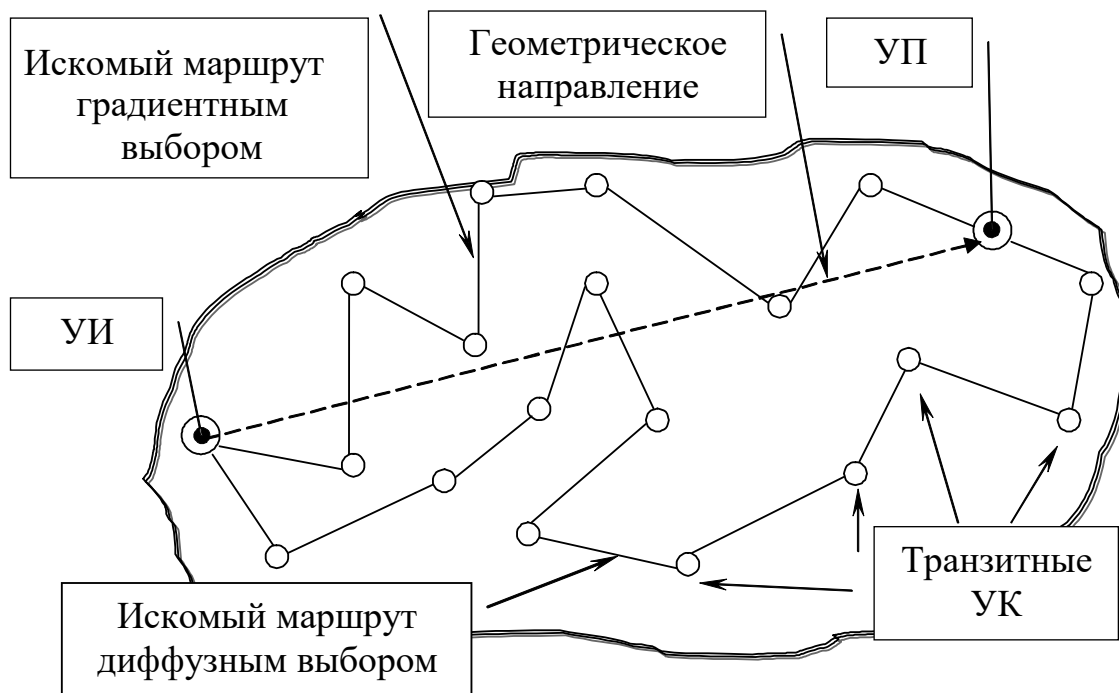 Искомый маршрут
градиентным
выбором
Геометрическое
направление
УП
УИ
Транзитные
УК
Искомый маршрут
диффузным выбором